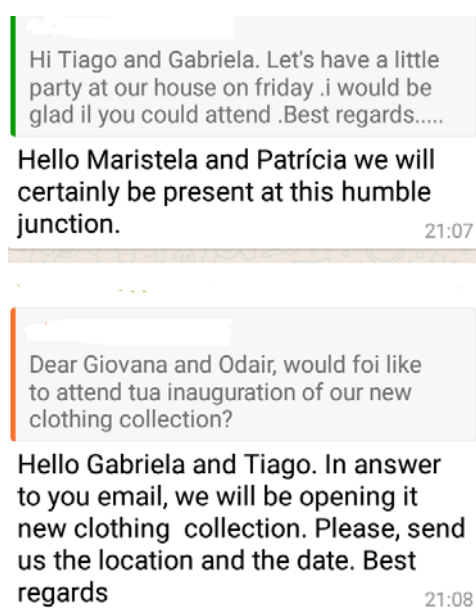 Hi Tiago and Gabriela. Let's have a little
party at our house on friday .i would be
glad il you could attend .Best regards.....
Hello Maristela and Patrícia we will
certainly be present at this humble
junction.
21:07
Dear Giovana and Odair, would foi like
to attend tua inauguration of our new
clothing collection?
Hello Gabriela and Tiago. In answer
to you email, we will be opening it
new clothing  collection. Please, send
us the location and the date. Best
regards
21:08